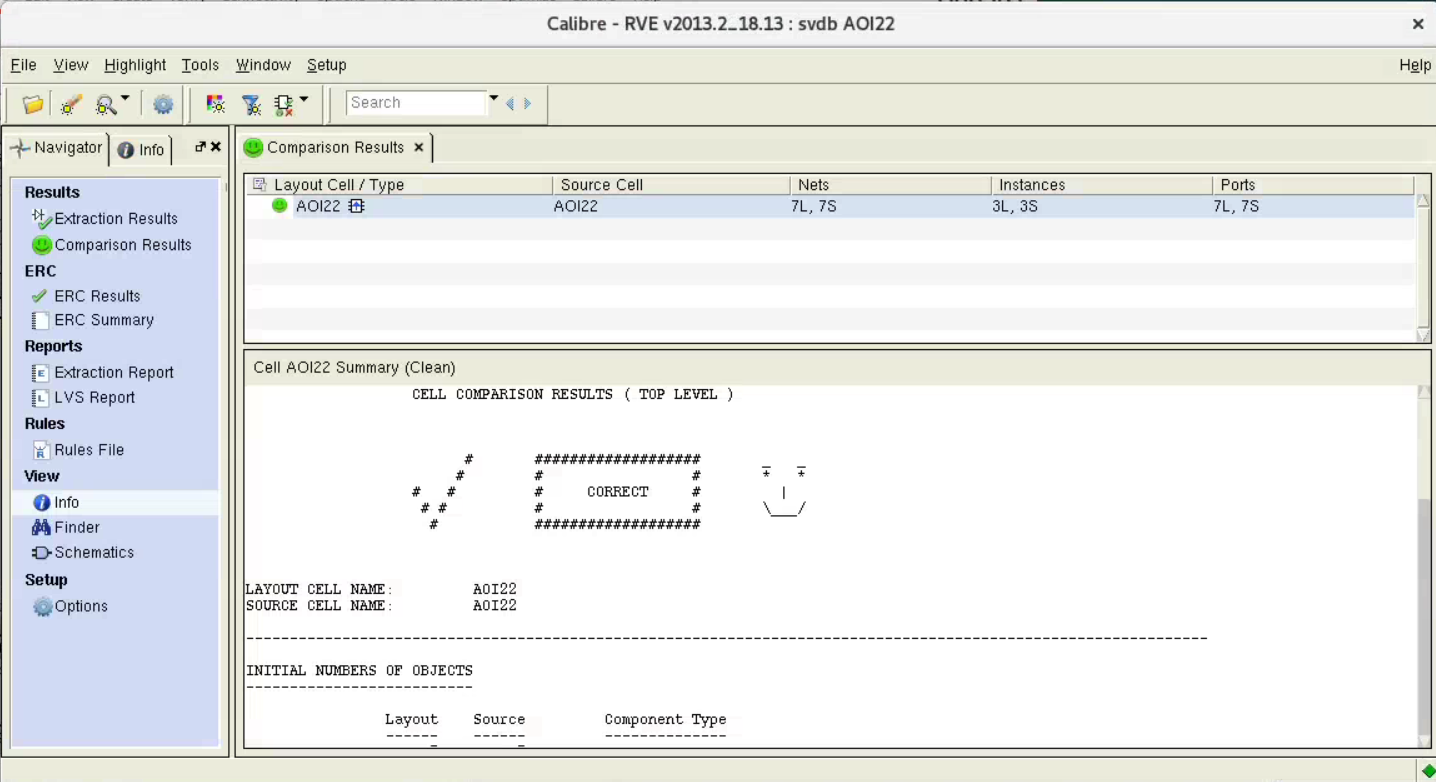 Calibre - RVE v2013.2_18.13 : svdb AOI22
File View Highlight Tools Window Setup Help
Search
Navigator Info
Comparison Results
Results
Extraction Results
Comparison Results
ERC
ERC Results
ERC Summary
Reports
Extraction Report
LVS Report
Rules
Rules File
View
Info
Finder
Schematics
Setup
Options
Layout Cell / Type Source Cell Nets Instances Ports
AOI22 AOI22 7L, 7S 3L, 3S 7L, 7S
Cell AOI22 Summary (Clean)
CELL COMPARISON RESULTS ( TOP LEVEL )
# ################### _ _
# # # * *
# # # CORRECT # |
# # # # \___/
# ###################
LAYOUT CELL NAME: AOI22
SOURCE CELL NAME: AOI22
--------------------------------------------------------------------------------------------------------------
INITIAL NUMBERS OF OBJECTS
--------------------------
Layout Source Component Type
------ ------ --------------